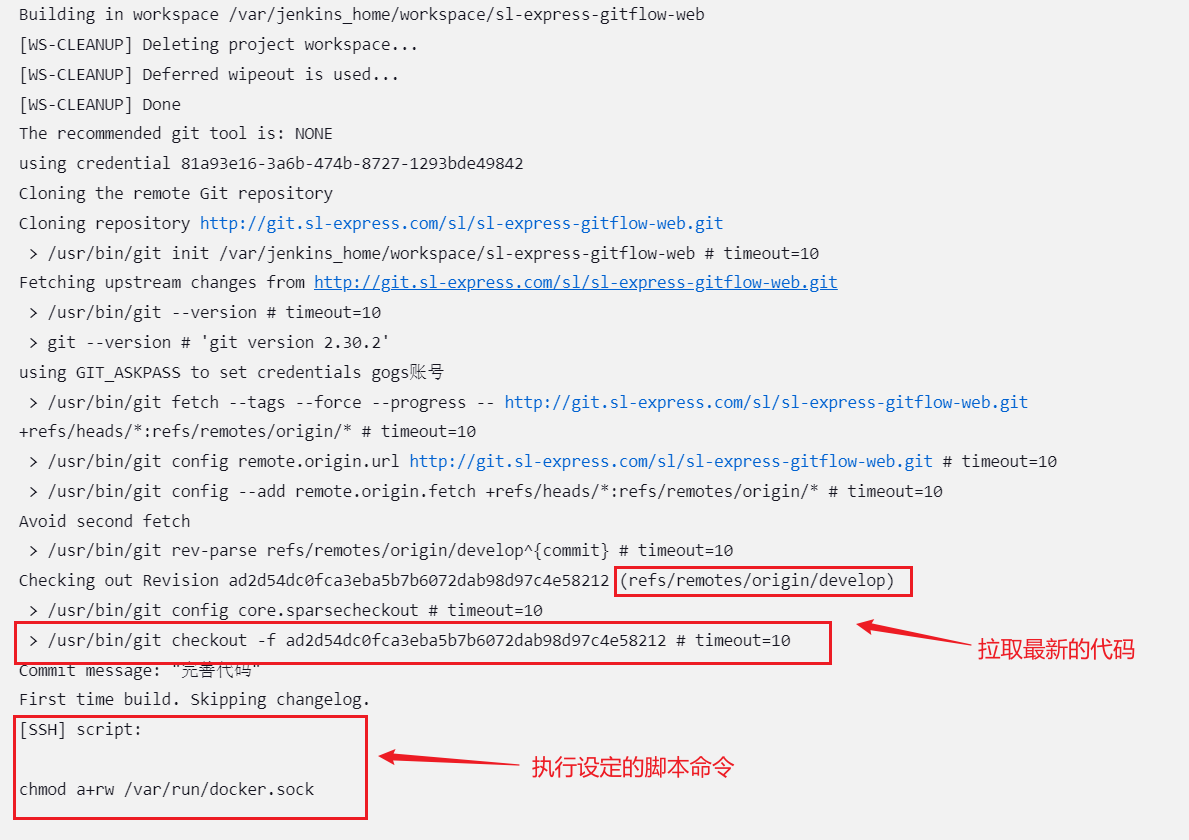 Building in workspace /var/jenkins_home/workspace/sl-express-gitflow-web
[WS-CLEANUP] Deleting project workspace...
[WS-CLEANUP] Deferred wipeout is used...
[WS-CLEANUP] Done
The recommended git tool is: NONE
using credential 81a93e16-3a6b-474b-8727-1293bde49842
Cloning the remote Git repository
Cloning repository http://git.sl-express.com/sl/sl-express-gitflow-web.git
 > /usr/bin/git init /var/jenkins_home/workspace/sl-express-gitflow-web # timeout=10
Fetching upstream changes from http://git.sl-express.com/sl/sl-express-gitflow-web.git
 > /usr/bin/git --version # timeout=10
 > git --version # 'git version 2.30.2'
using GIT_ASKPASS to set credentials gogs账号
 > /usr/bin/git fetch --tags --force --progress -- http://git.sl-express.com/sl/sl-express-gitflow-web.git
+refs/heads/*:refs/remotes/origin/* # timeout=10
 > /usr/bin/git config remote.origin.url http://git.sl-express.com/sl/sl-express-gitflow-web.git # timeout=10
 > /usr/bin/git config --add remote.origin.fetch +refs/heads/*:refs/remotes/origin/* # timeout=10
Avoid second fetch
 > /usr/bin/git rev-parse refs/remotes/origin/develop^{commit} # timeout=10
Checking out Revision ad2d54dc0fca3eba5b7b6072dab98d97c4e58212 (refs/remotes/origin/develop)
 > /usr/bin/git config core.sparsecheckout # timeout=10
 > /usr/bin/git checkout -f ad2d54dc0fca3eba5b7b6072dab98d97c4e58212 # timeout=10
拉取最新的代码
Commit message: "完善代码"
First time build. Skipping changelog.
[SSH] script:
执行设定的脚本命令
chmod a+rw /var/run/docker.sock